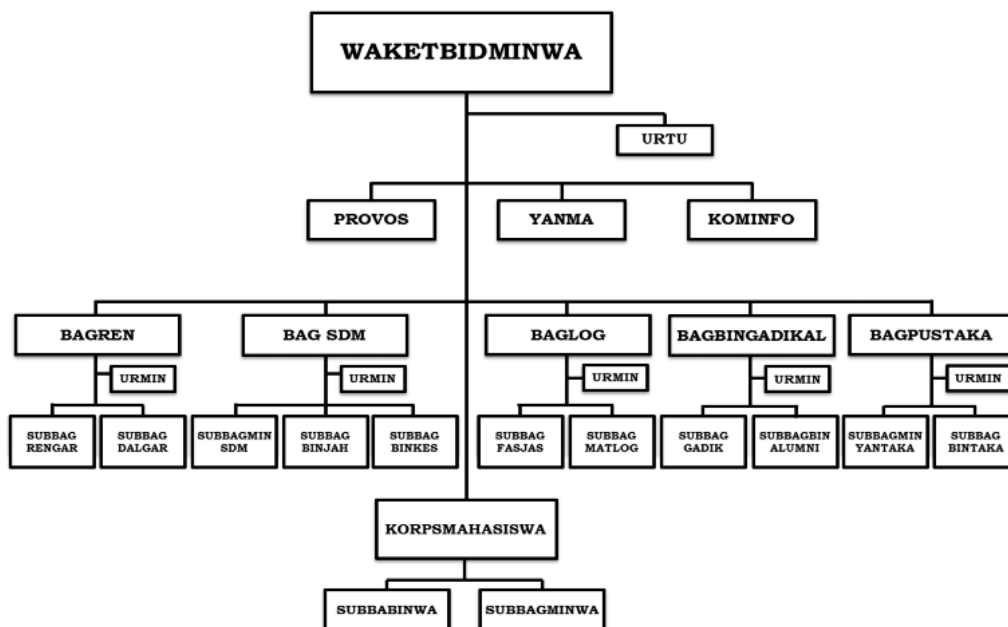 WAKETBIDMINWA
URTU
PROVOS
YANMA
KOMINFO
BAGREN
BAG SDM
BAGLOG
BAGBINGADIKAL
BAGPUSTAKA
URMIN
URMIN
URMIN
URMIN
URMIN
SUBBAG
RENGAR
SUBBAG
DALGAR
SUBBAGMIN
SDM
SUBBAG
BINJAH
SUBBAG
BINKES
SUBBAG
FASJAS
SUBBAG
MATLOG
SUBBAG
GADIK
SUBBAGBIN
ALUMNI
SUBBAGMIN
YANTAKA
SUBBAG
BINTAKA
KORPSMAHASISWA
SUBBABINWA
SUBBAGMINWA